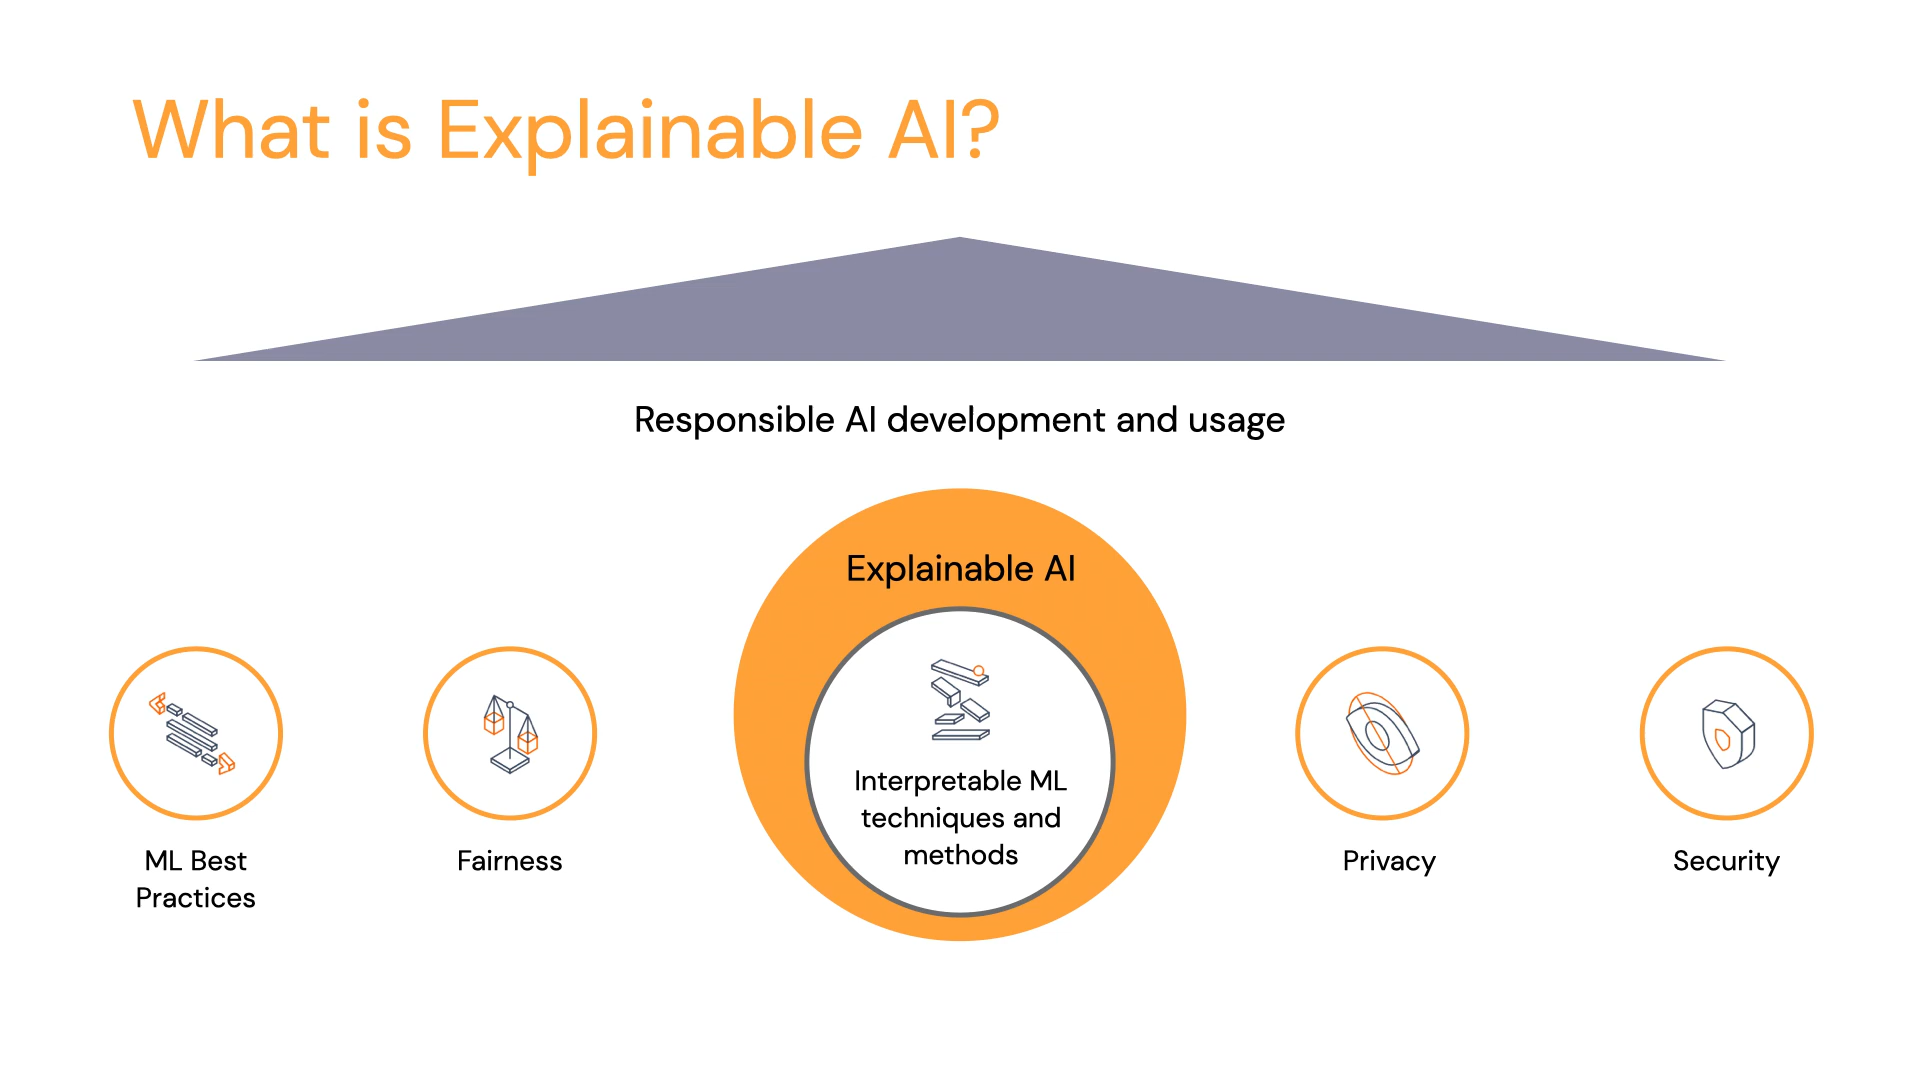 What is Explainable AI?
Responsible AI development and usage
Explainable AI
Interpretable ML
techniques and
methods
ML Best
Practices
Fairness
Privacy
Security